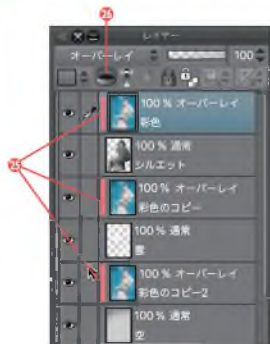 26
レイヤー
オーバーレイ 100
100 % オーバーレイ
彩色
100 % 通常
シルエット
25
100 % オーバーレイ
彩色のコピー
100 % 通常
雲
100 % オーバーレイ
彩色のコピー2
100 % 通常
空